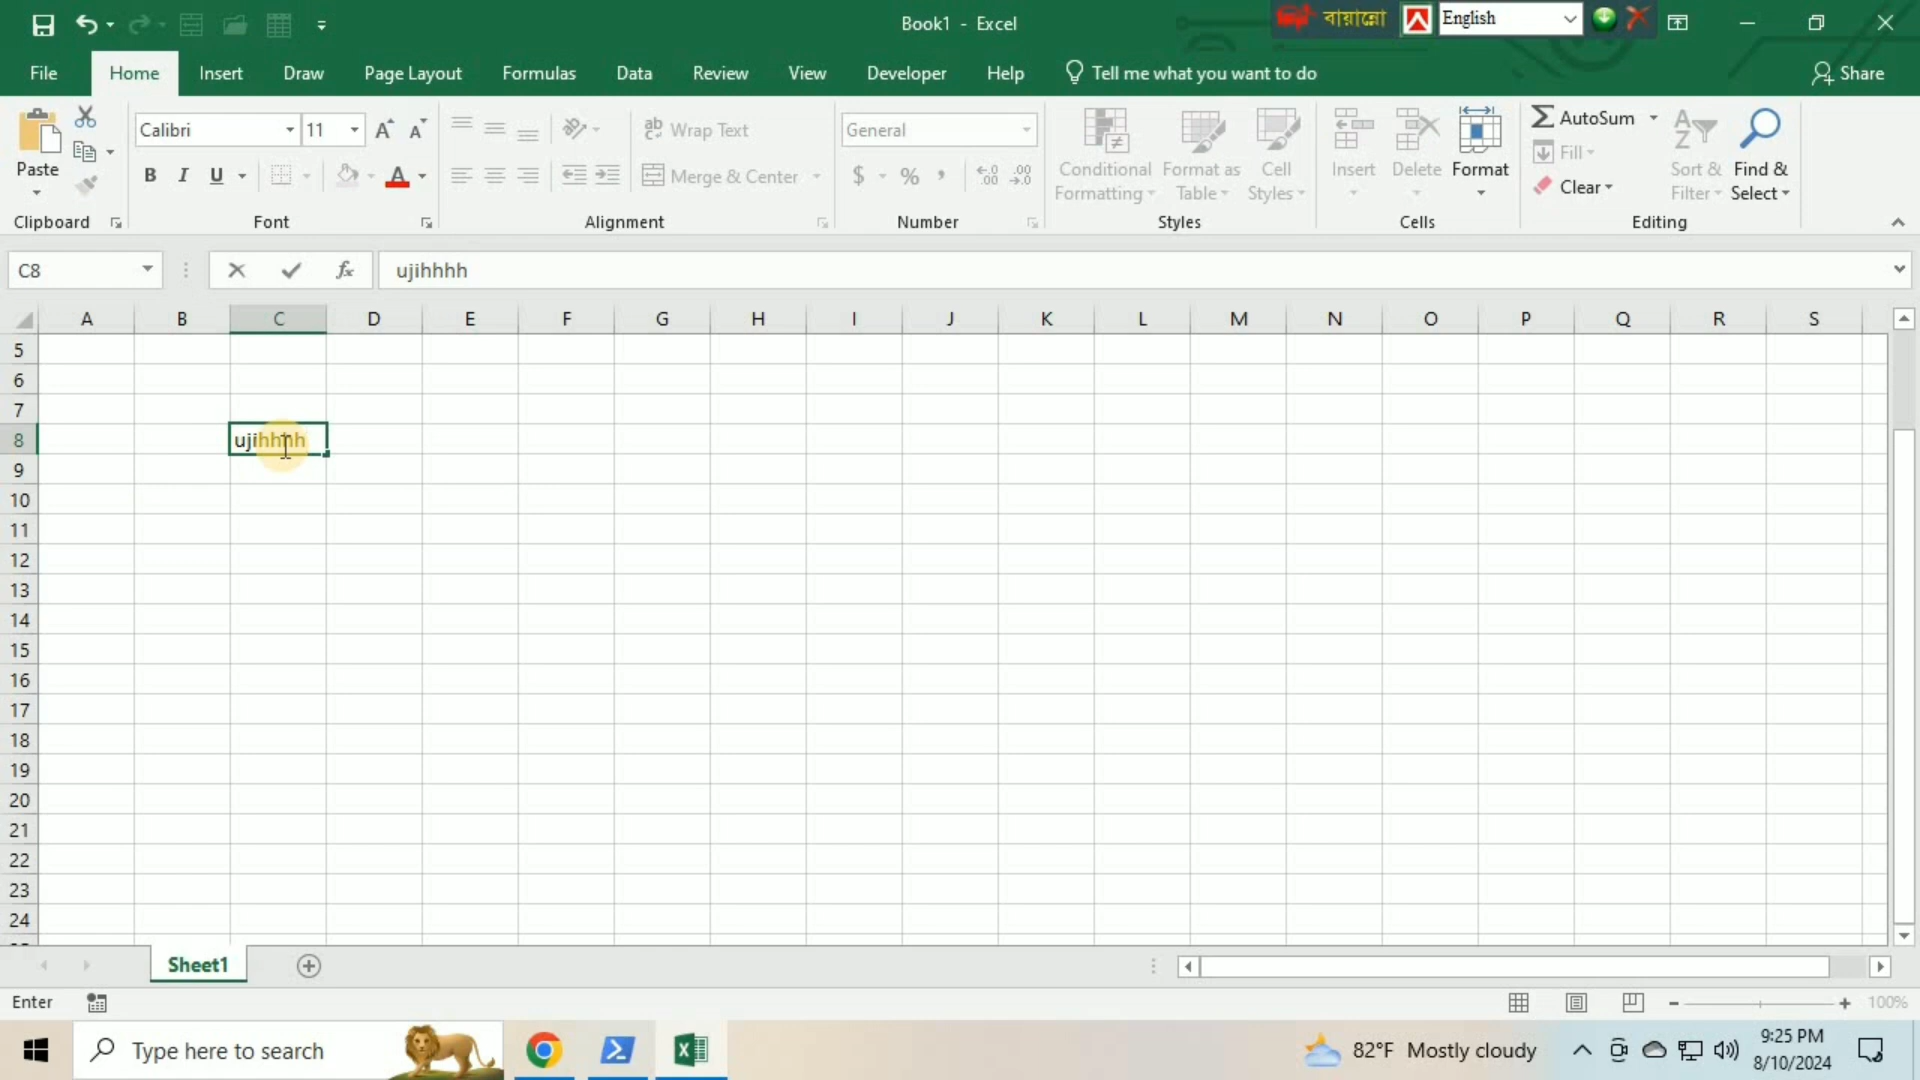 Book1 - Excel
বায়ান্নো English
File Home Insert Draw Page Layout Formulas Data Review View Developer Help Tell me what you want to do Share
Calibri 11 Wrap Text General AutoSum
Paste B I U Merge & Center $ % , Conditional Formatting Format as Table Cell Styles Insert Delete Format Fill Clear Sort & Filter Find & Select
Clipboard Font Alignment Number Styles Cells Editing
C8 fx ujihhhh
A B C D E F G H I J K L M N O P Q R S
5
6
7
8 ujihhhh
9
10
11
12
13
14
15
16
17
18
19
20
21
22
23
24
Sheet1
Enter 100%
Type here to search 82°F Mostly cloudy 9:25 PM
8/10/2024